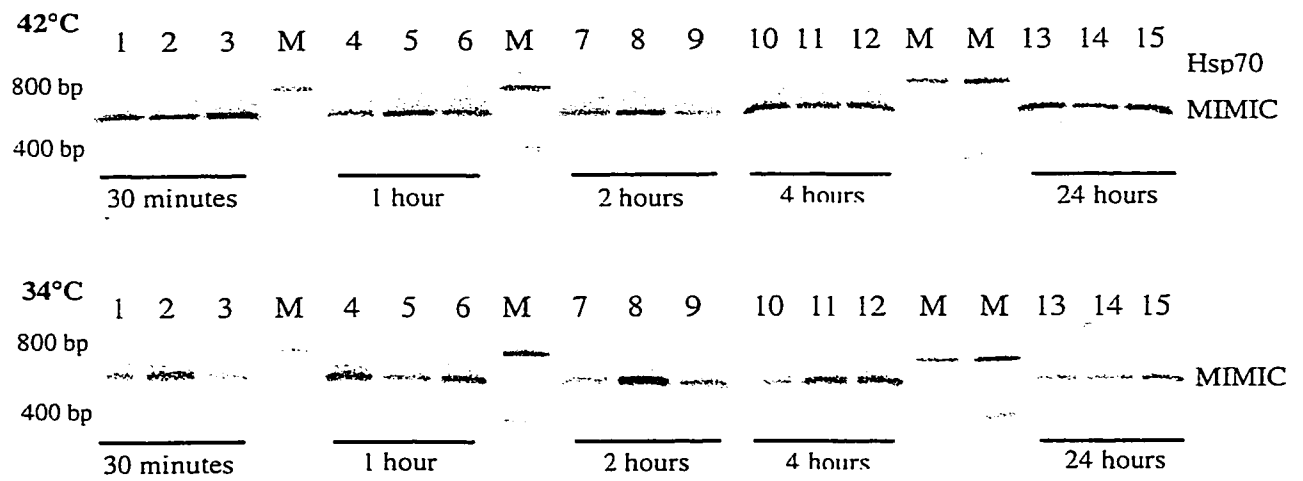 42°C
1 2 3 M 4 5 6 M 7 8 9 10 11 12 M M 13 14 15
Hsp70
800 bp
MIMIC
400 bp
30 minutes 1 hour 2 hours 4 hours 24 hours
34°C
1 2 3 M 4 5 6 M 7 8 9 10 11 12 M M 13 14 15
800 bp
MIMIC
400 bp
30 minutes 1 hour 2 hours 4 hours 24 hours